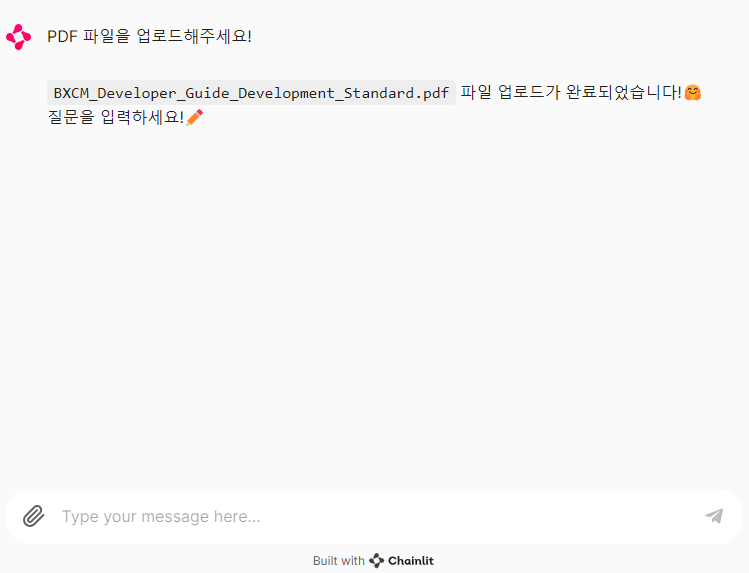 PDF 파일을 업로드해주세요!
BXCM_Developer_Guide_Development_Standard.pdf 파일 업로드가 완료되었습니다!🤗
질문을 입력하세요!✏️
Type your message here...
Built with Chainlit